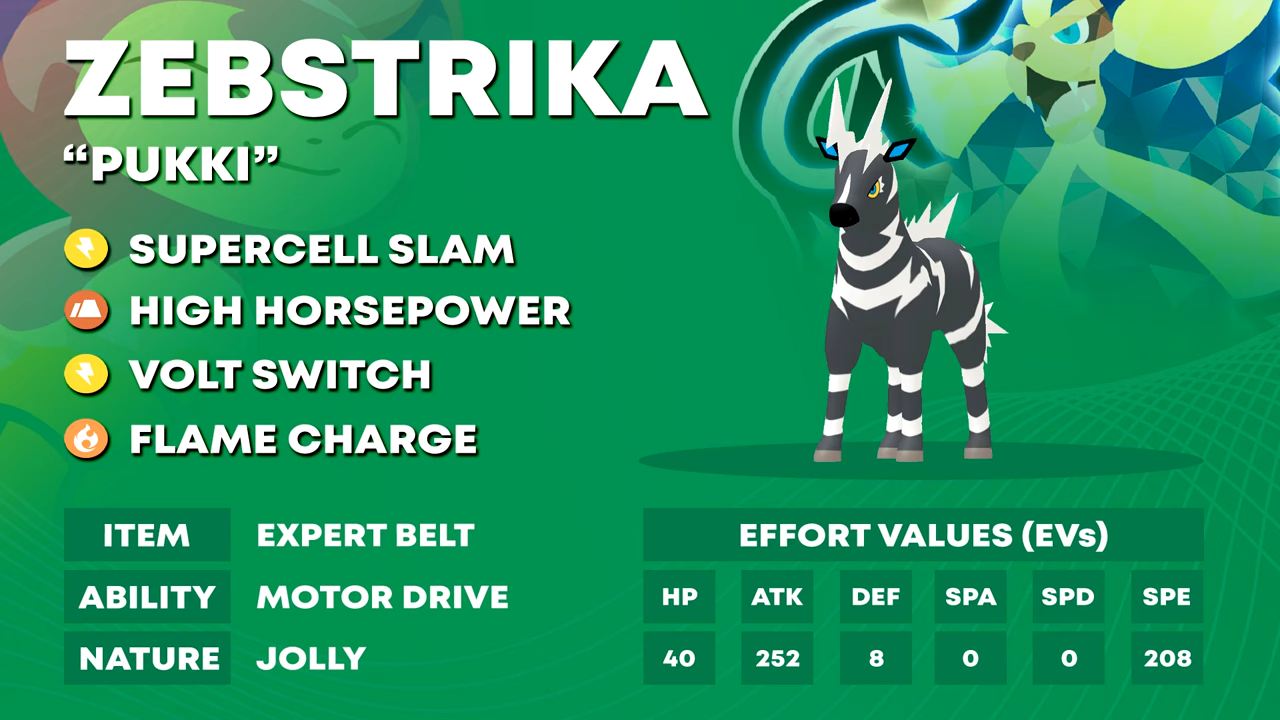 ZEBSTRIKA
“PUKKI”
SUPERCELL SLAM
HIGH HORSEPOWER
VOLT SWITCH
FLAME CHARGE
ITEM EXPERT BELT
ABILITY MOTOR DRIVE
NATURE JOLLY
EFFORT VALUES (EVs)
HP ATK DEF SPA SPD SPE
40 252 8 0 0 208